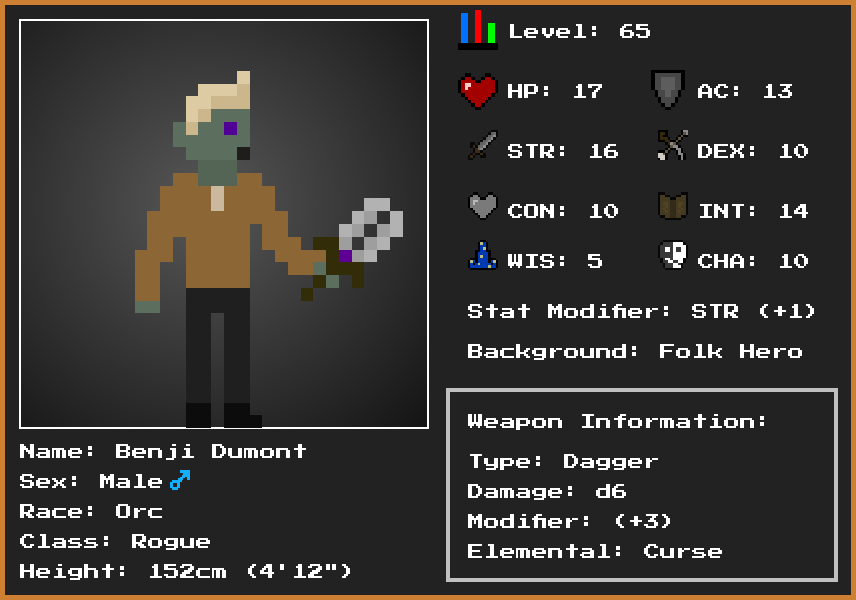 Level: 65
HP: 17 AC: 13
STR: 16 DEX: 10
CON: 10 INT: 14
WIS: 5 CHA: 10
Stat Modifier: STR (+1)
Background: Folk Hero
Weapon Information:
Type: Dagger
Damage: d6
Modifier: (+3)
Elemental: Curse
Name: Benji Dumont
Sex: Male♂
Race: Orc
Class: Rogue
Height: 152cm (4'12")